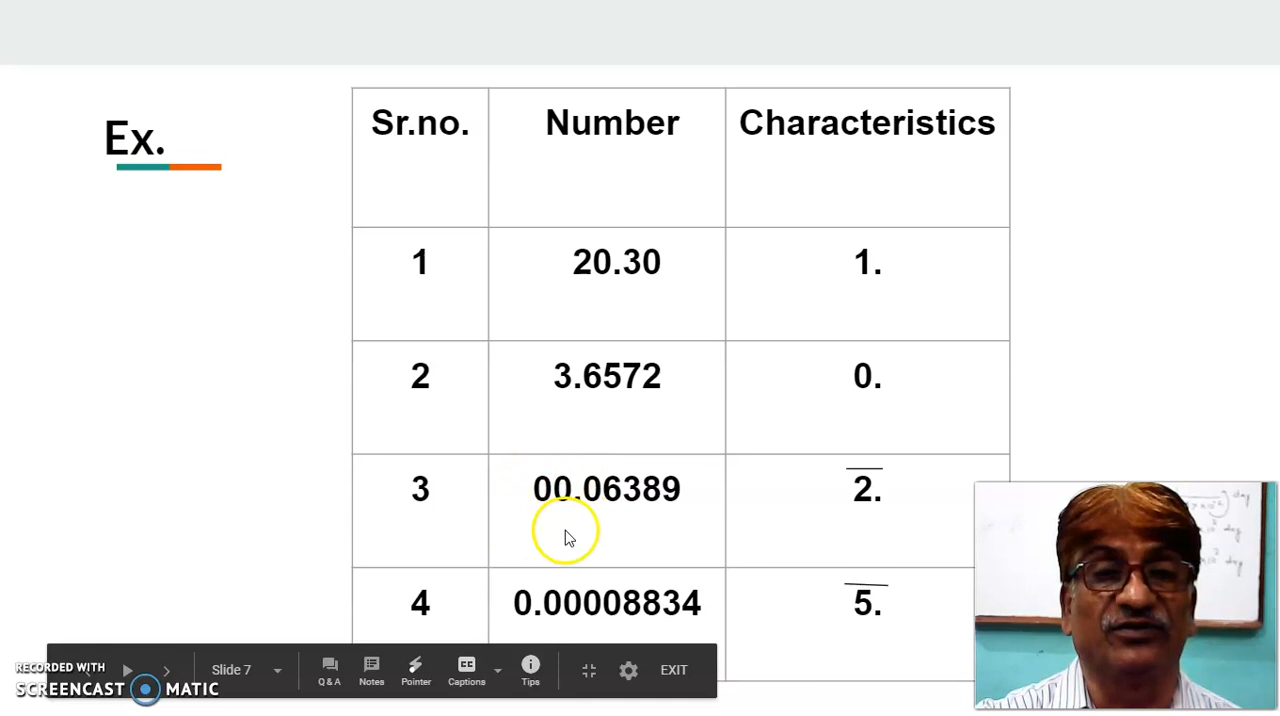 Ex.
Sr.no. Number Characteristics
1 20.30 1.
2 3.6572 0.
3 00.06389 2̅.
4 0.00008834 5̅.
Slide 7
Q & A Notes Pointer Captions Tips EXIT
RECORDED WITH
SCREENCAST MATIC